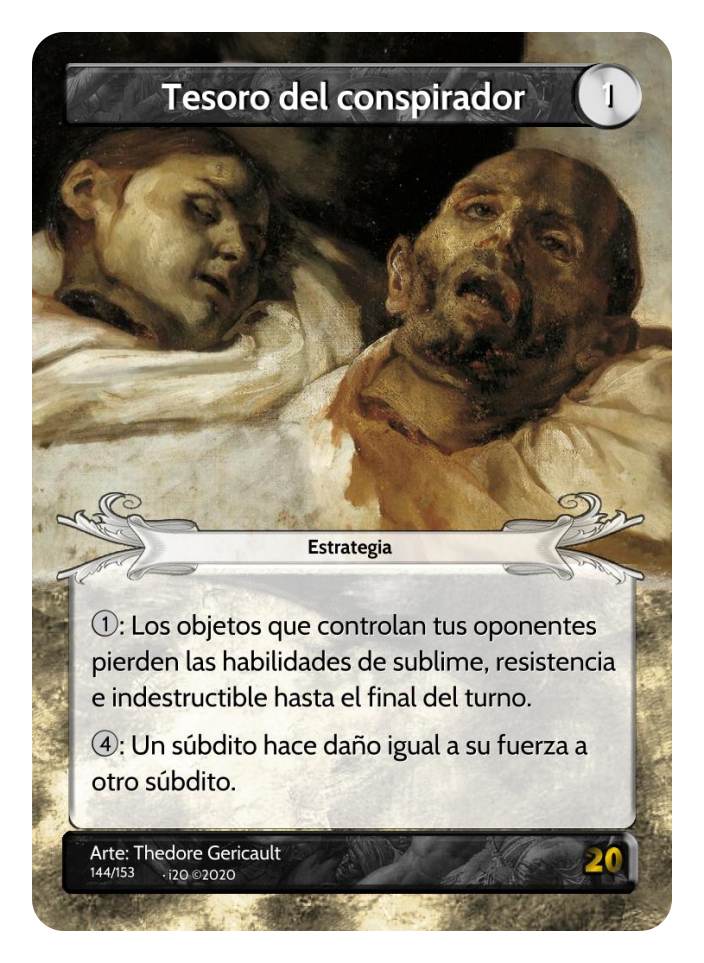 Tesoro del conspirador
1
Estrategia
①: Los objetos que controlan tus oponentes
pierden las habilidades de sublime, resistencia
e indestructible hasta el final del turno.
④: Un súbdito hace daño igual a su fuerza a
otro súbdito.
Arte: Thedore Gericault
144/153 · i20 ©2020
20